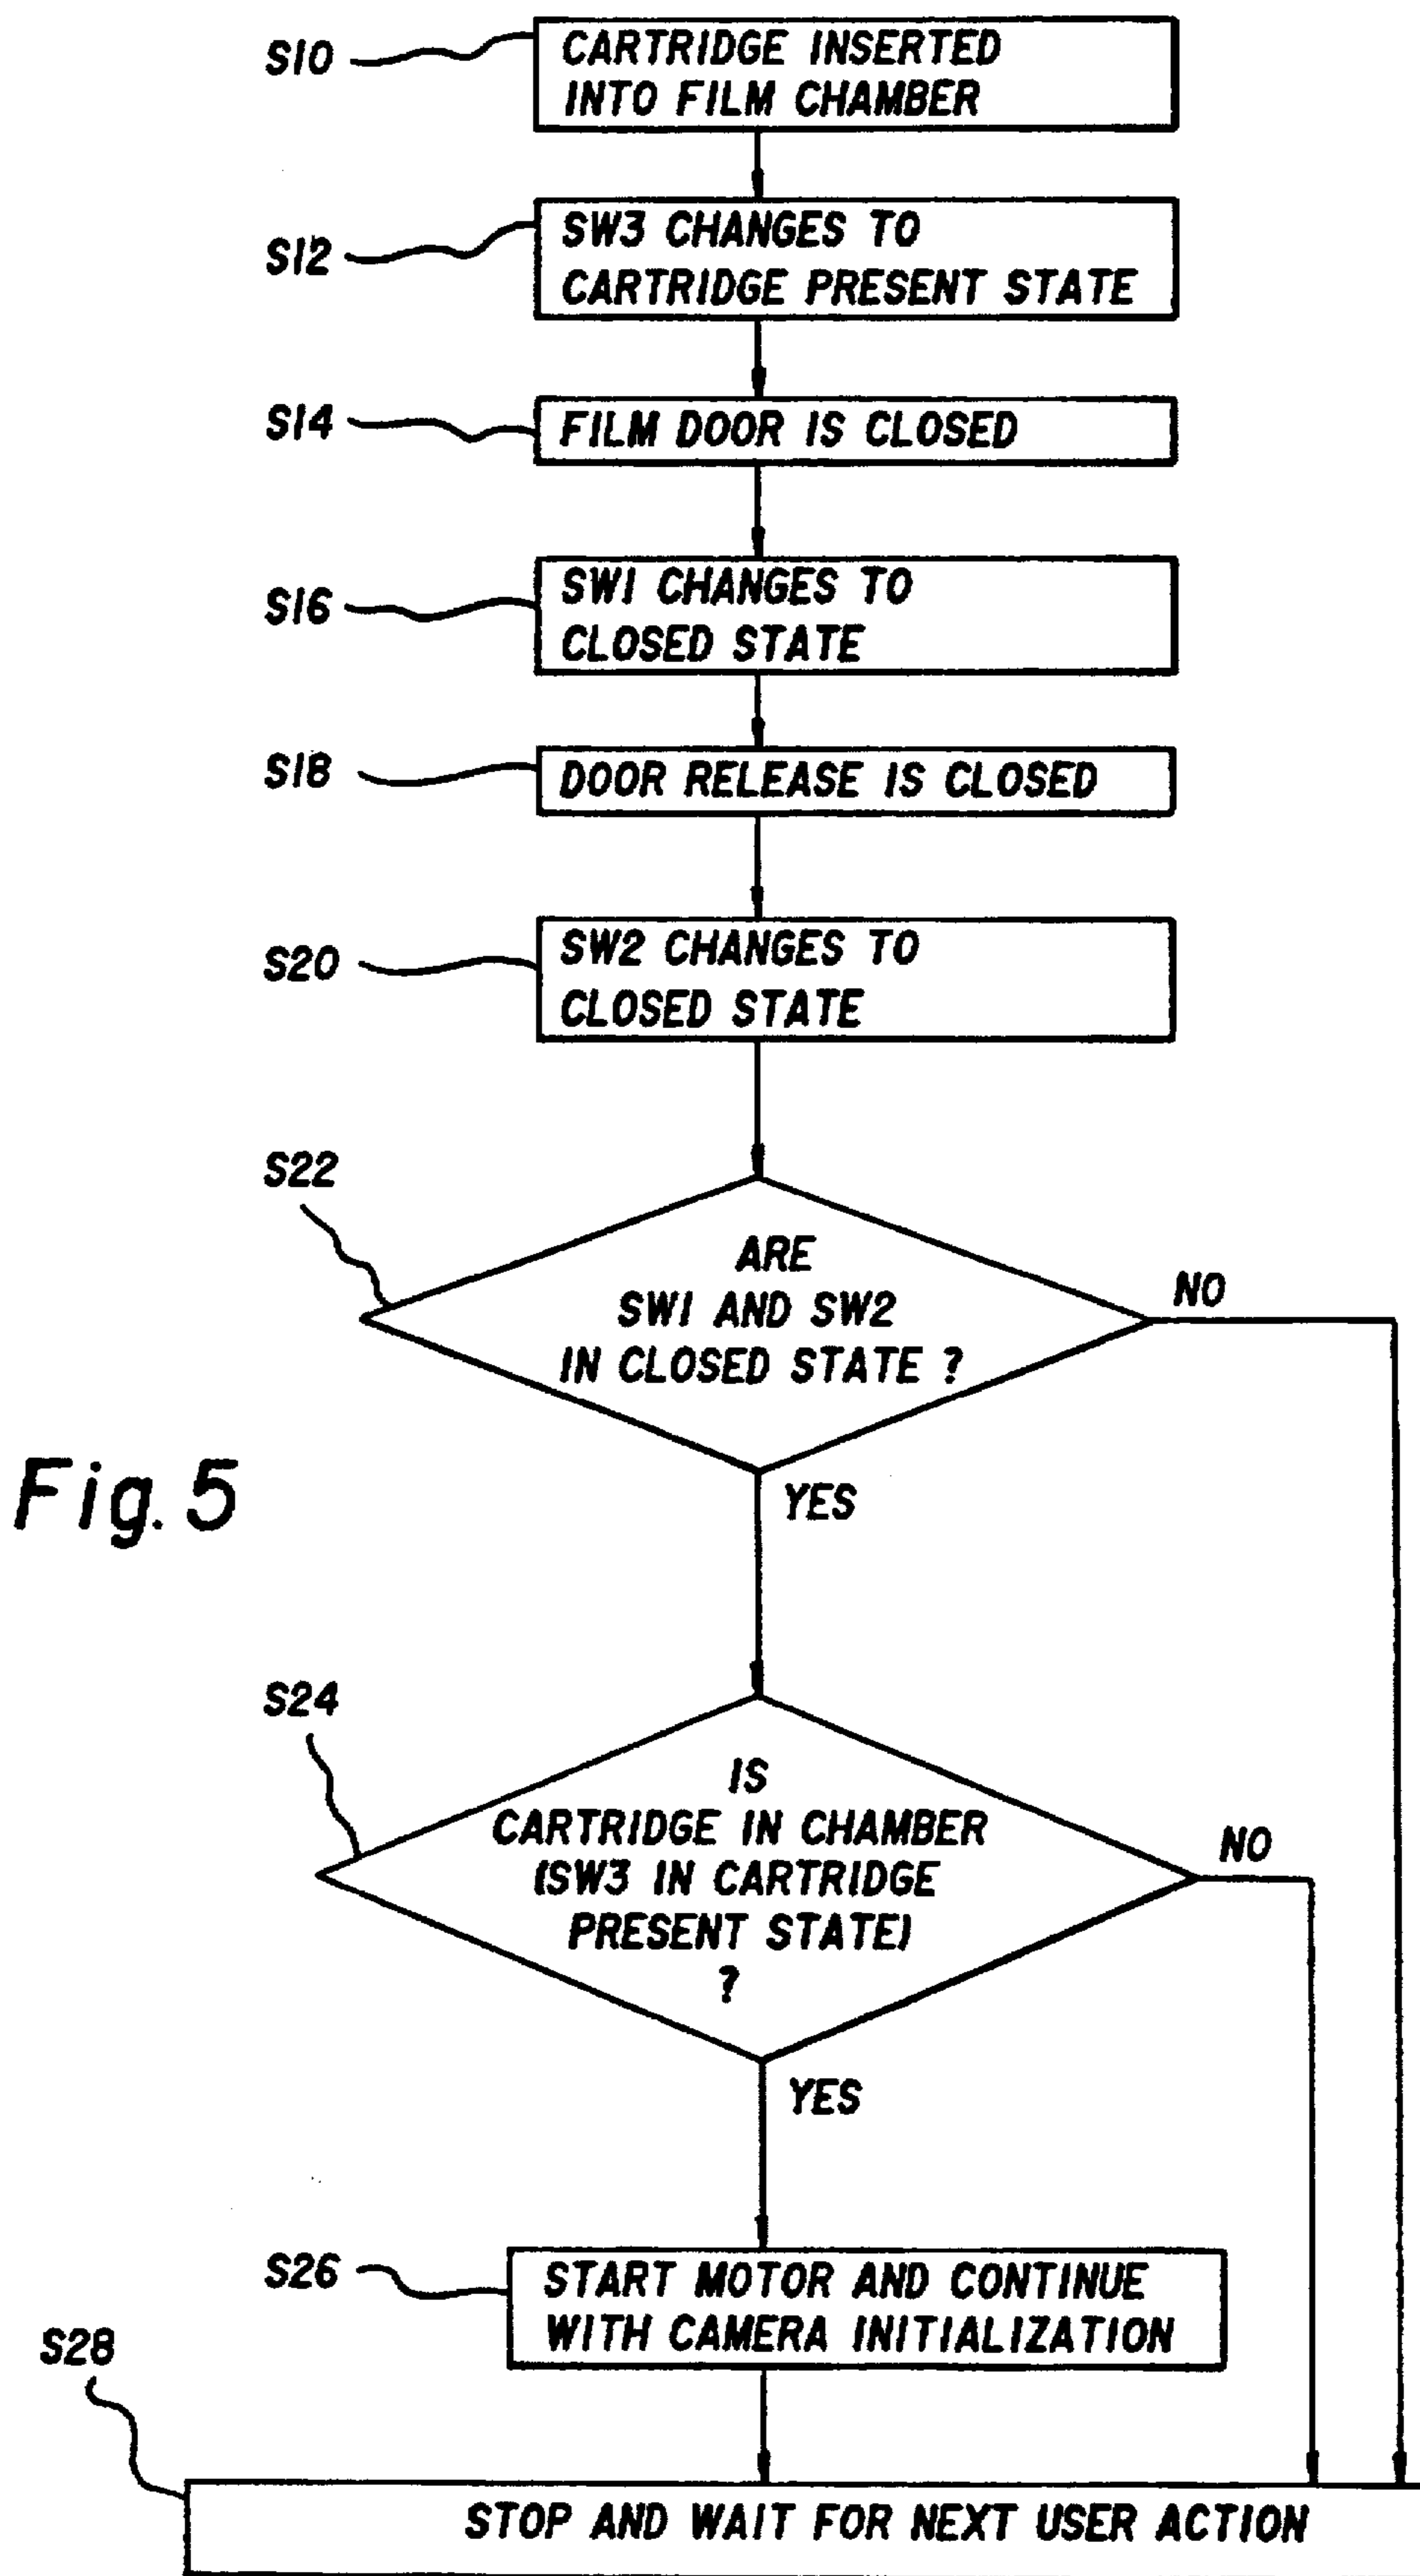 S10
CARTRIDGE INSERTED
INTO FILM CHAMBER
S12
SW3 CHANGES TO
CARTRIDGE PRESENT STATE
S14
FILM DOOR IS CLOSED
S16
SW1 CHANGES TO
CLOSED STATE
S18
DOOR RELEASE IS CLOSED
S20
SW2 CHANGES TO
CLOSED STATE
S22
ARE
SW1 AND SW2
IN CLOSED STATE ?
NO
YES
Fig. 5
S24
IS
CARTRIDGE IN CHAMBER
(SW3 IN CARTRIDGE
PRESENT STATE)
?
NO
YES
S26
START MOTOR AND CONTINUE
WITH CAMERA INITIALIZATION
S28
STOP AND WAIT FOR NEXT USER ACTION